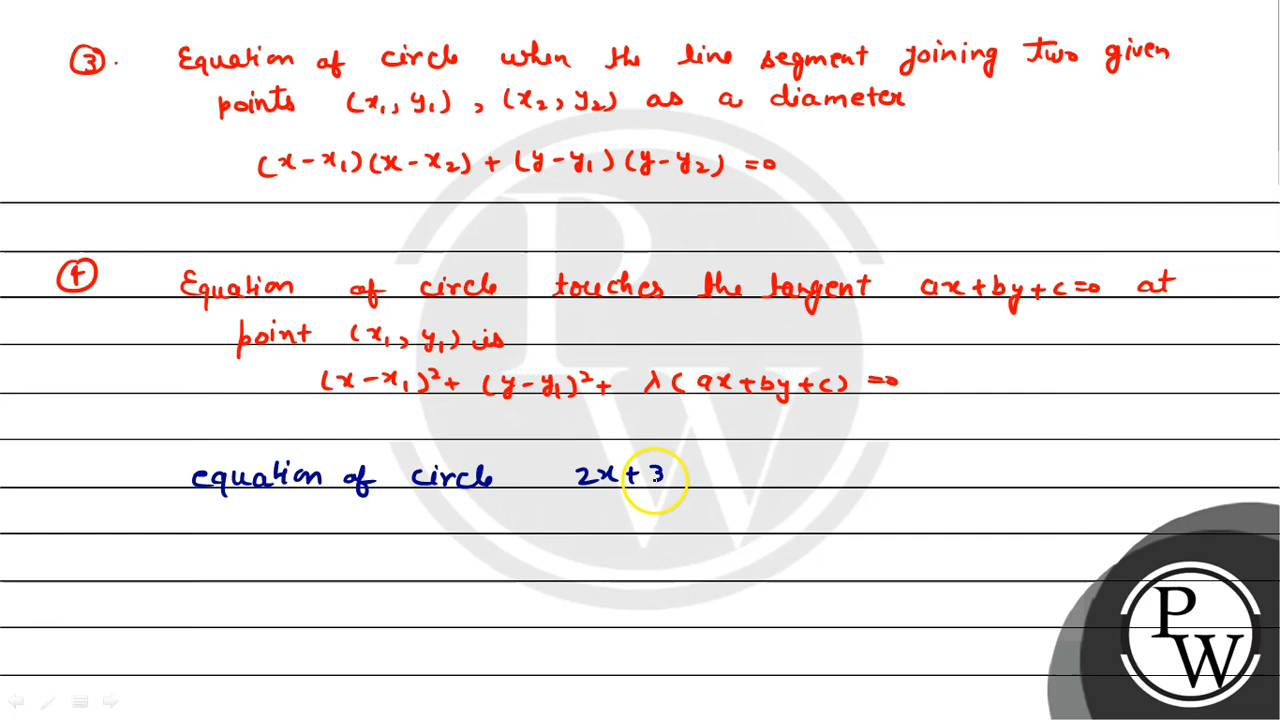 ③. Equation of circle when the line segment joining two given
points (x₁, y₁), (x₂, y₂) as a diameter
(x-x₁)(x-x₂) + (y-y₁)(y-y₂) = 0
④ Equation of circle touches the tangent ax+by+c=0 at
point (x₁, y₁) is
(x-x₁)² + (y-y₁)² + λ(ax+by+c) = 0
equation of circle 2x+3
P
W
P
W